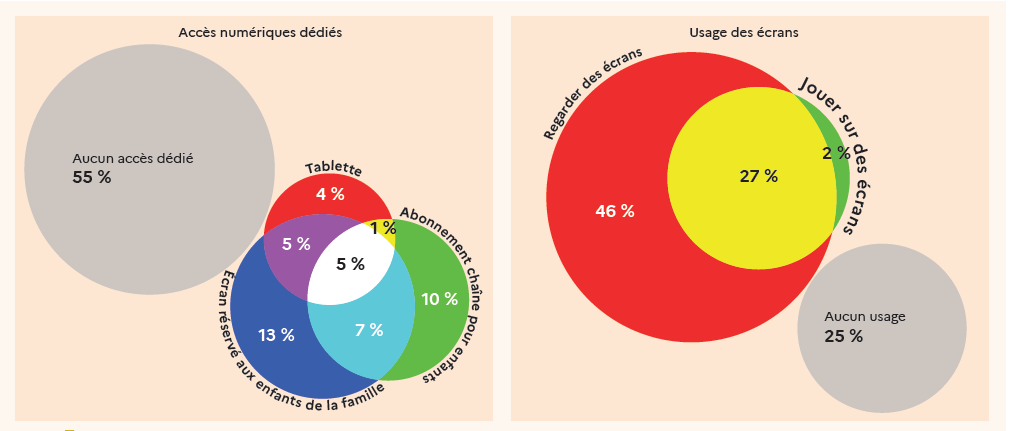 Accès numériques dédiés
Aucun accès dédié
55 %
Tablette
4 %
Abonnement chaîne pour enfants
1 %
5 %
5 %
10 %
13 %
7 %
Ecran réservé aux enfants de la famille
Usage des écrans
Regarder des écrans
Jouer sur des écrans
2 %
27 %
46 %
Aucun usage
25 %